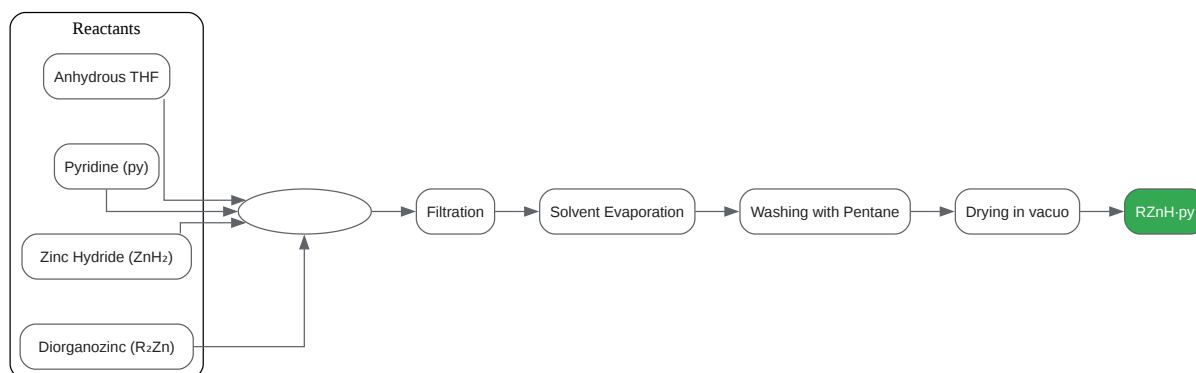 Reactants
Anhydrous THF
Pyridine (py)
Zinc Hydride (ZnH₂)
Diorganozinc (R₂Zn)
Filtration
Solvent Evaporation
Washing with Pentane
Drying in vacuo
RZnH·py